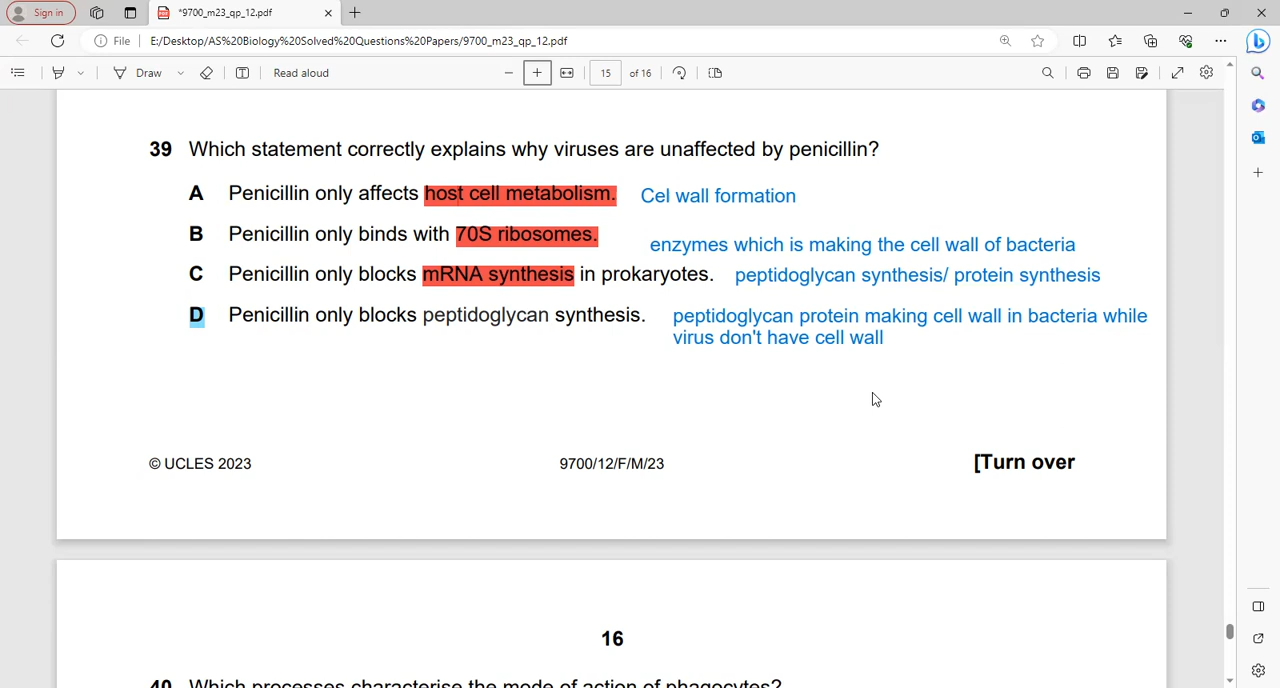 Sign in
*9700_m23_qp_12.pdf
File
E:/Desktop/AS%20Biology%20Solved%20Questions%20Papers/9700_m23_qp_12.pdf
Draw
Read aloud
15 of 16
39 Which statement correctly explains why viruses are unaffected by penicillin?
A Penicillin only affects host cell metabolism. Cel wall formation
B Penicillin only binds with 70S ribosomes. enzymes which is making the cell wall of bacteria
C Penicillin only blocks mRNA synthesis in prokaryotes. peptidoglycan synthesis/ protein synthesis
D Penicillin only blocks peptidoglycan synthesis. peptidoglycan protein making cell wall in bacteria while
virus don't have cell wall
© UCLES 2023 9700/12/F/M/23 [Turn over
16
40 Which processes characterise the mode of action of phagocytes?